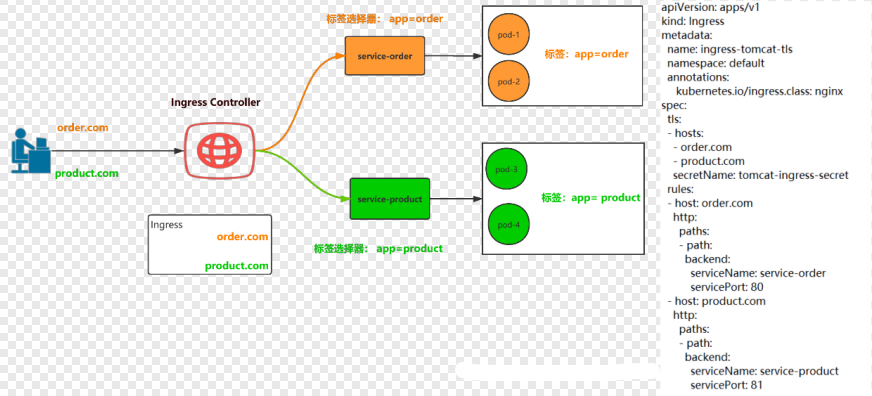 标签选择器： app=order
service-order
pod-1
pod-2
标签：app=order
Ingress Controller
order.com
product.com
service-product
标签选择器： app=product
pod-3
pod-4
标签：app= product
Ingress
order.com
product.com
apiVersion: apps/v1
kind: Ingress
metadata:
name: ingress-tomcat-tls
namespace: default
annotations:
kubernetes.io/ingress.class: nginx
spec:
tls:
- hosts:
- order.com
- product.com
secretName: tomcat-ingress-secret
rules:
- host: order.com
http:
paths:
- path:
backend:
serviceName: service-order
servicePort: 80
- host: product.com
http:
paths:
- path:
backend:
serviceName: service-product
servicePort: 81